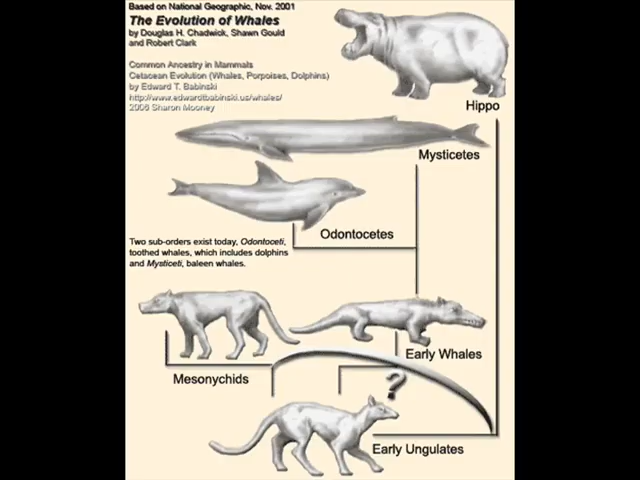 Based on National Geographic, Nov. 2001
The Evolution of Whales
by Douglas H. Chadwick, Shawn Gould
and Robert Clark
Common Ancestry in Mammals
Cetacean Evolution (Whales, Porpoises, Dolphins)
by Edward T. Babinski
http://www.edwardtbabinski.us/whales/
2006 Sharon Mooney
Hippo
Mysticetes
Odontocetes
Two sub-orders exist today, Odontoceti,
toothed whales, which includes dolphins
and Mysticeti, baleen whales.
Early Whales
Mesonychids
?
Early Ungulates